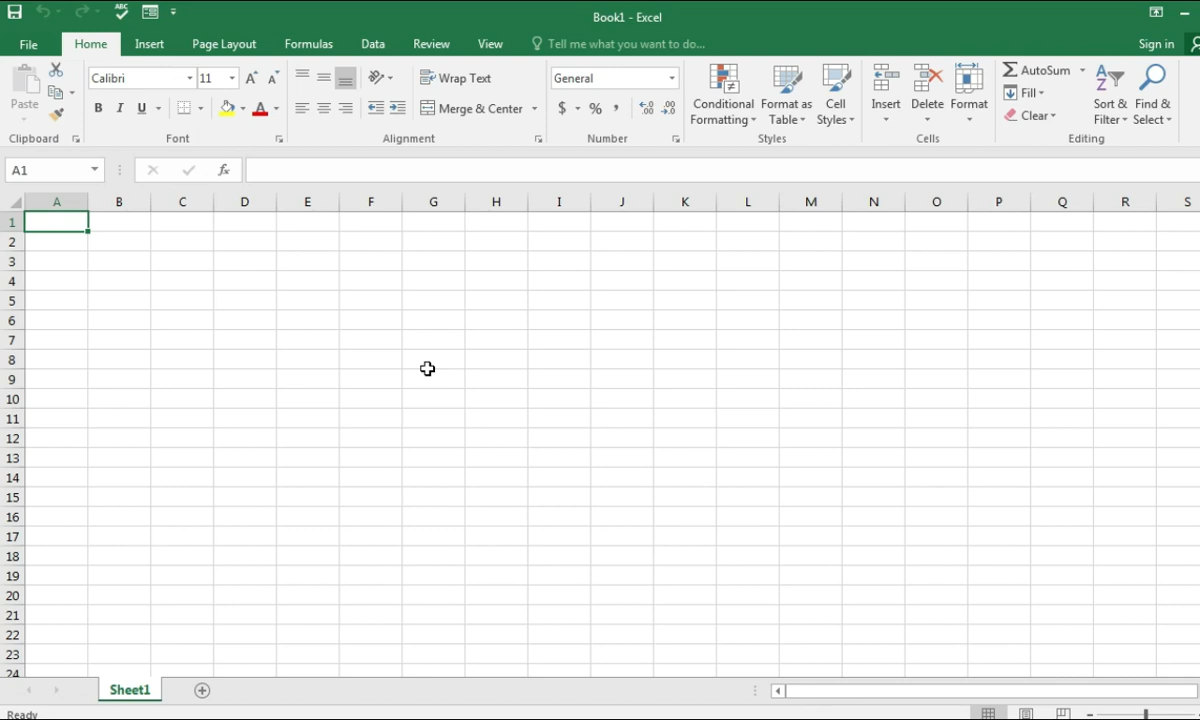 ABC
Book1 - Excel
File Home Insert Page Layout Formulas Data Review View Tell me what you want to do... Sign in
Paste
Calibri 11
B I U A
Wrap Text
Merge & Center
General
$ % ,
Conditional Formatting
Format as Table
Cell Styles
Insert Delete Format
AutoSum
Fill
Clear
Sort & Filter
Find & Select
Clipboard Font Alignment Number Styles Cells Editing
A1 fx
A B C D E F G H I J K L M N O P Q R S
1
2
3
4
5
6
7
8
9
10
11
12
13
14
15
16
17
18
19
20
21
22
23
24
Sheet1
Ready